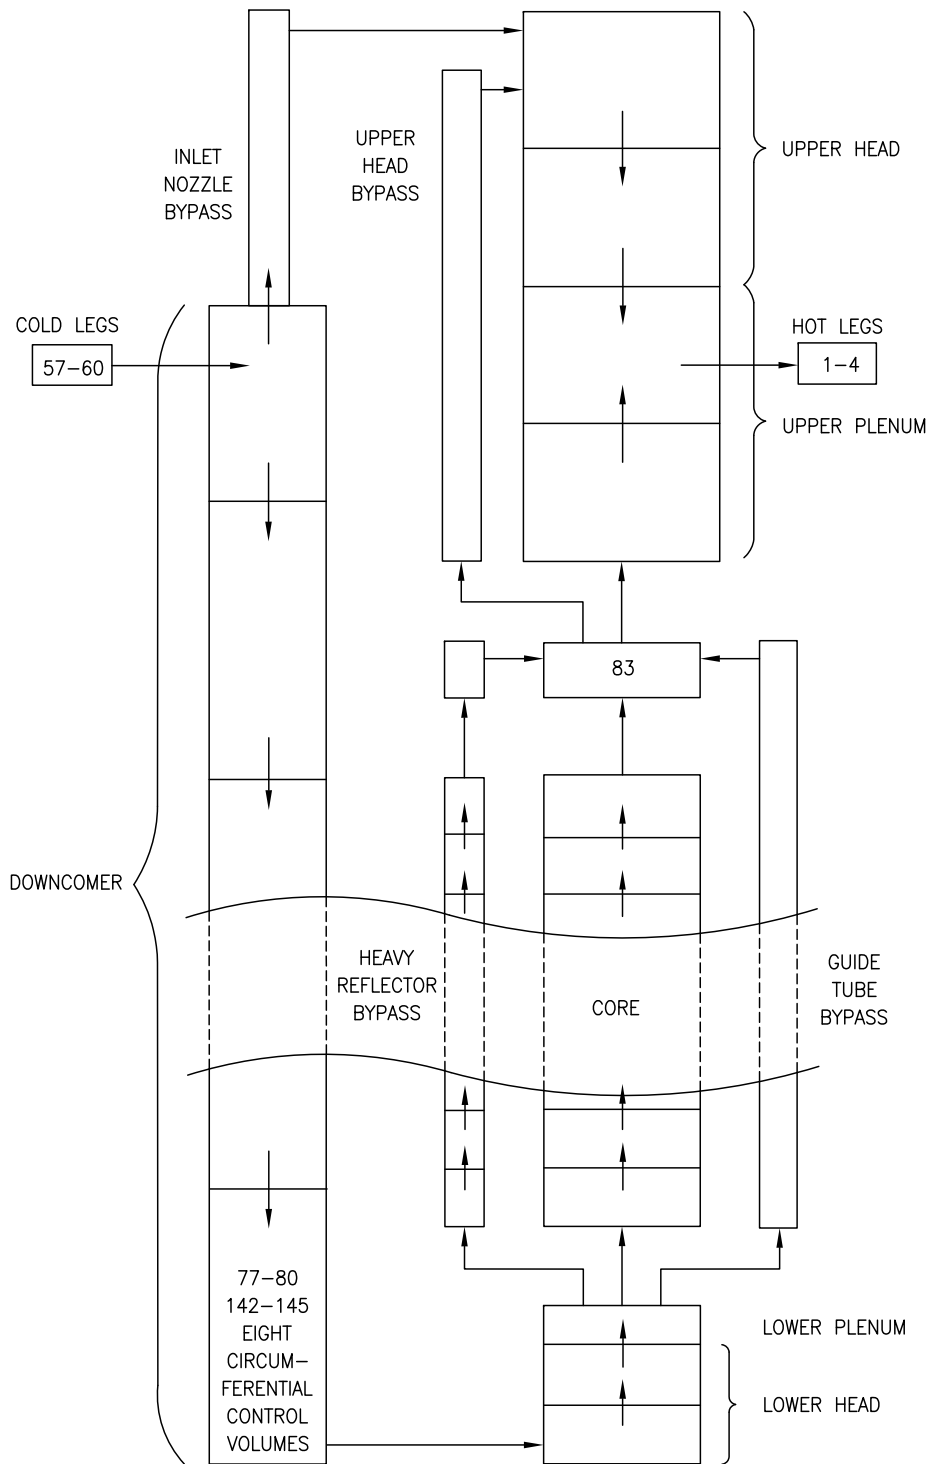 INLET
NOZZLE
BYPASS
UPPER
HEAD
BYPASS
UPPER HEAD
COLD LEGS
57-60
HOT LEGS
1-4
UPPER PLENUM
83
DOWNCOMER
HEAVY
REFLECTOR
BYPASS
CORE
GUIDE
TUBE
BYPASS
77-80
142-145
EIGHT
CIRCUM-
FERENTIAL
CONTROL
VOLUMES
LOWER PLENUM
LOWER HEAD